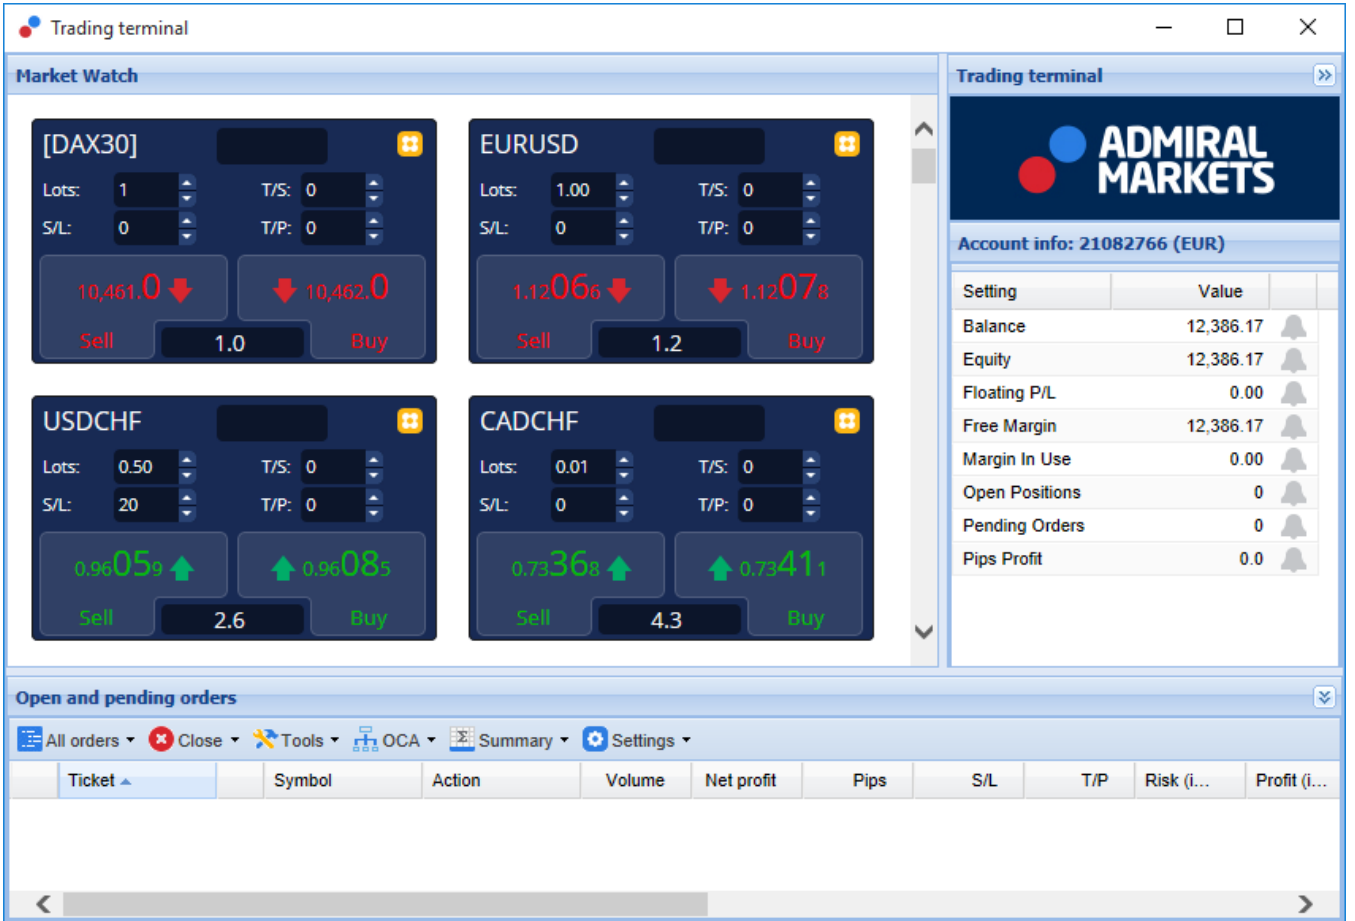 Trading terminal
Market Watch
[DAX30]
Lots: 1 T/S: 0
S/L: 0 T/P: 0
10,461.0 10,462.0
Sell 1.0 Buy
EURUSD
Lots: 1.00 T/S: 0
S/L: 0 T/P: 0
1.12066 1.12078
Sell 1.2 Buy
USDCHF
Lots: 0.50 T/S: 0
S/L: 20 T/P: 0
0.96059 0.96085
Sell 2.6 Buy
CADCHF
Lots: 0.01 T/S: 0
S/L: 0 T/P: 0
0.73368 0.73411
Sell 4.3 Buy
Trading terminal
ADMIRAL
MARKETS
Account info: 21082766 (EUR)
Setting Value
Balance 12,386.17
Equity 12,386.17
Floating P/L 0.00
Free Margin 12,386.17
Margin In Use 0.00
Open Positions 0
Pending Orders 0
Pips Profit 0.0
Open and pending orders
All orders Close Tools OCA Σ Summary Settings
Ticket Symbol Action Volume Net profit Pips S/L T/P Risk (i... Profit (i...